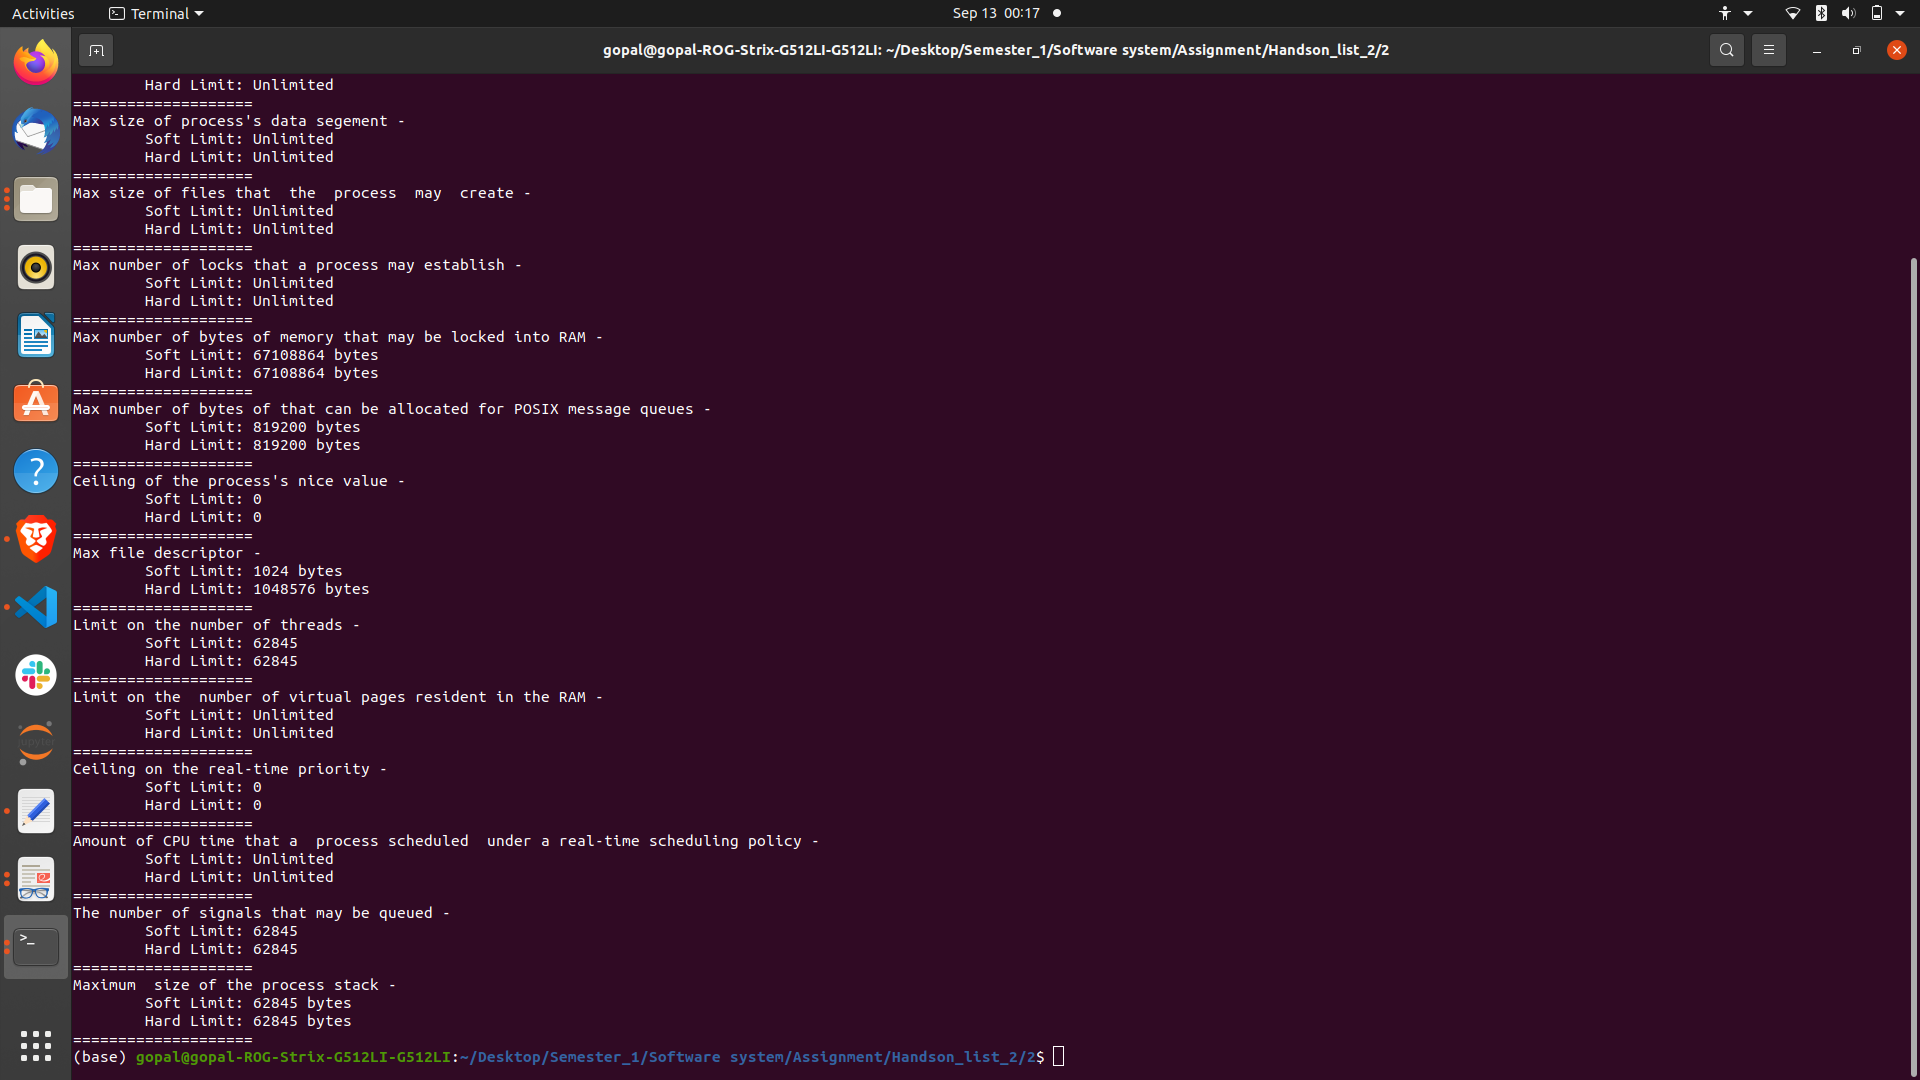 Activities Terminal Sep 13 00:17
gopal@gopal-ROG-Strix-G512LI-G512LI: ~/Desktop/Semester_1/Software system/Assignment/Handson_list_2/2
Hard Limit: Unlimited
====================
Max size of process's data segement -
Soft Limit: Unlimited
Hard Limit: Unlimited
====================
Max size of files that  the  process  may  create -
Soft Limit: Unlimited
Hard Limit: Unlimited
====================
Max number of locks that a process may establish -
Soft Limit: Unlimited
Hard Limit: Unlimited
====================
Max number of bytes of memory that may be locked into RAM -
Soft Limit: 67108864 bytes
Hard Limit: 67108864 bytes
====================
Max number of bytes of that can be allocated for POSIX message queues -
Soft Limit: 819200 bytes
Hard Limit: 819200 bytes
====================
Ceiling of the process's nice value -
Soft Limit: 0
Hard Limit: 0
====================
Max file descriptor -
Soft Limit: 1024 bytes
Hard Limit: 1048576 bytes
====================
Limit on the number of threads -
Soft Limit: 62845
Hard Limit: 62845
====================
Limit on the  number of virtual pages resident in the RAM -
Soft Limit: Unlimited
Hard Limit: Unlimited
====================
Ceiling on the real-time priority -
Soft Limit: 0
Hard Limit: 0
====================
Amount of CPU time that a  process scheduled  under a real-time scheduling policy -
Soft Limit: Unlimited
Hard Limit: Unlimited
====================
The number of signals that may be queued -
Soft Limit: 62845
Hard Limit: 62845
====================
Maximum  size of the process stack -
Soft Limit: 62845 bytes
Hard Limit: 62845 bytes
====================
(base) gopal@gopal-ROG-Strix-G512LI-G512LI:~/Desktop/Semester_1/Software system/Assignment/Handson_list_2/2$